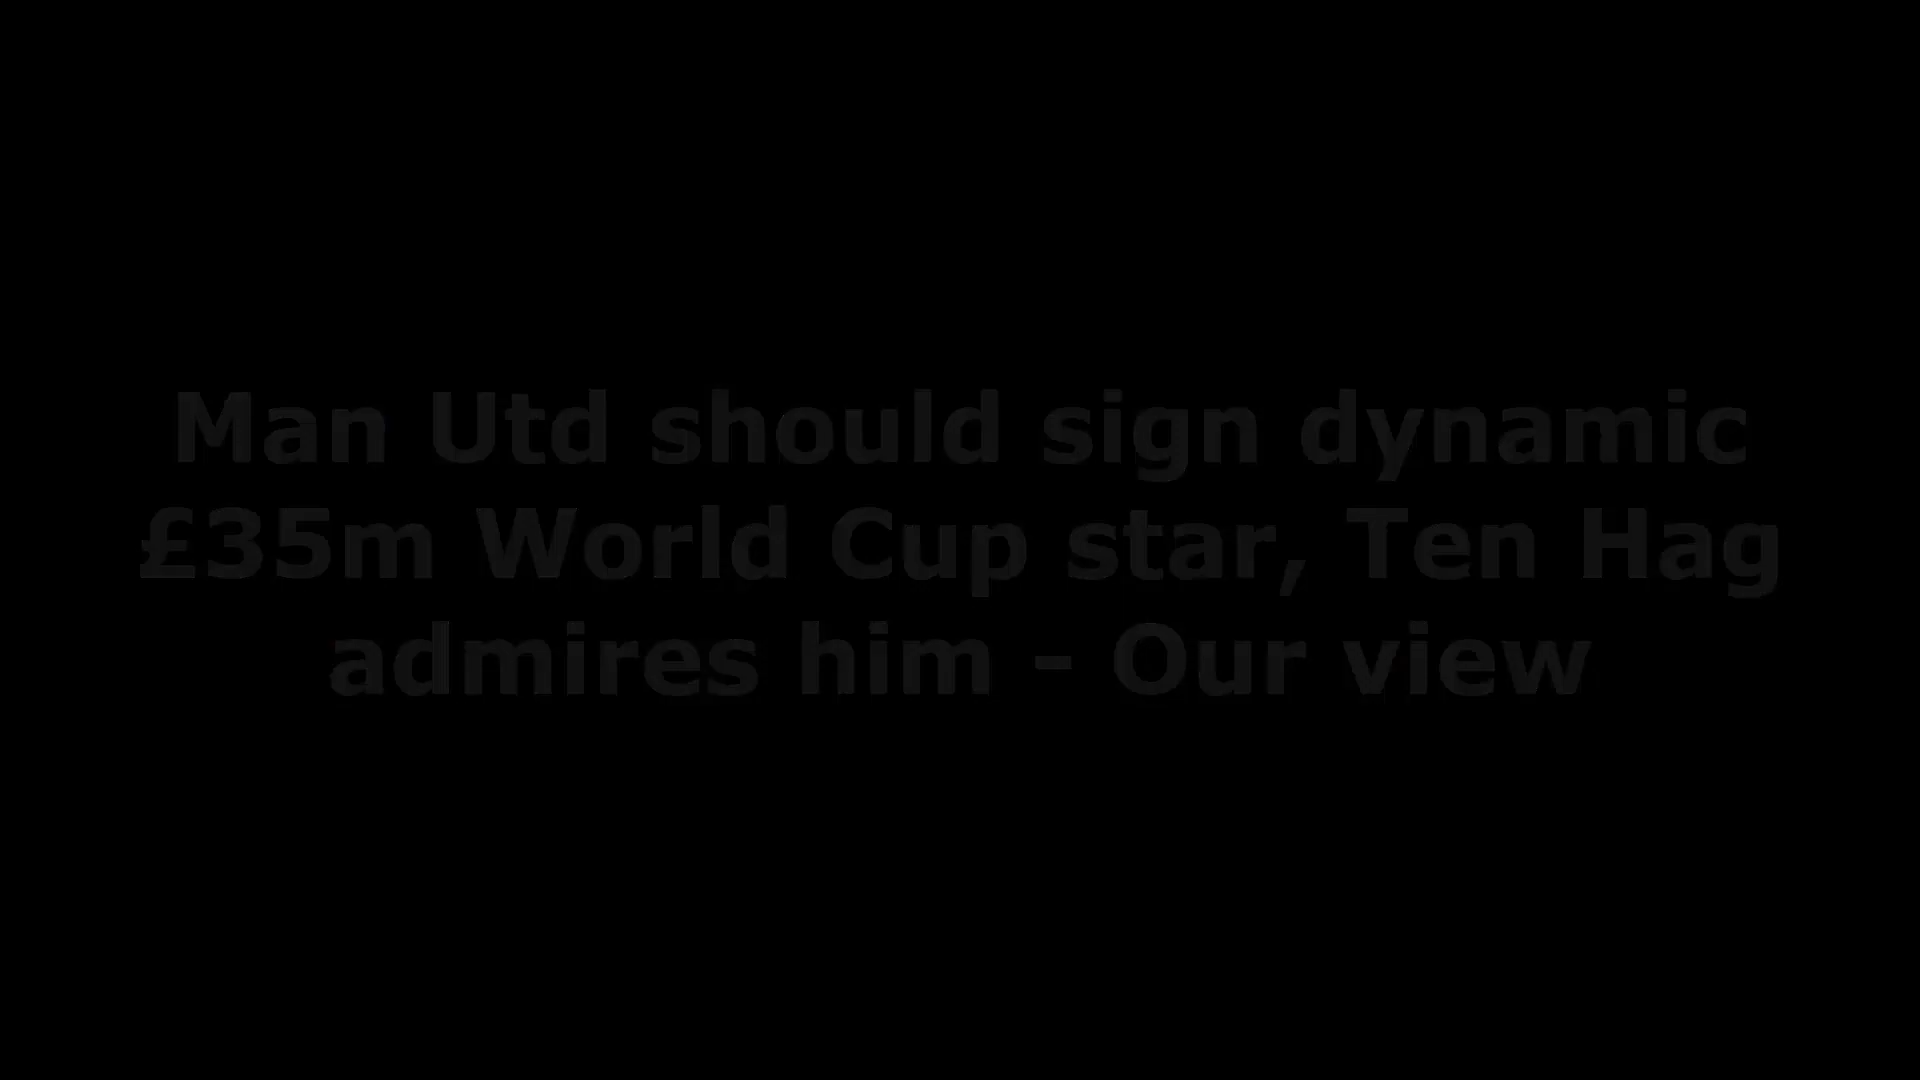 Man Utd should sign dynamic
£35m World Cup star, Ten Hag
admires him - Our view